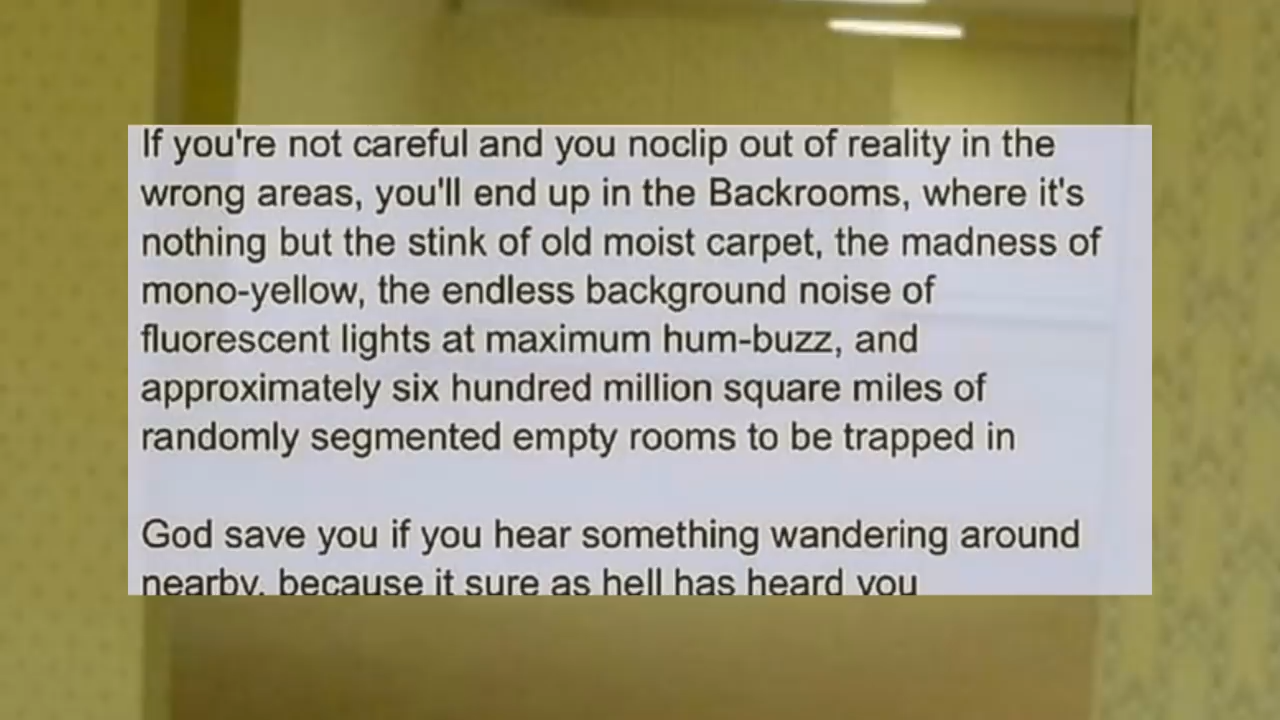 If you're not careful and you noclip out of reality in the
wrong areas, you'll end up in the Backrooms, where it's
nothing but the stink of old moist carpet, the madness of
mono-yellow, the endless background noise of
fluorescent lights at maximum hum-buzz, and
approximately six hundred million square miles of
randomly segmented empty rooms to be trapped in
God save you if you hear something wandering around
nearby, because it sure as hell has heard you